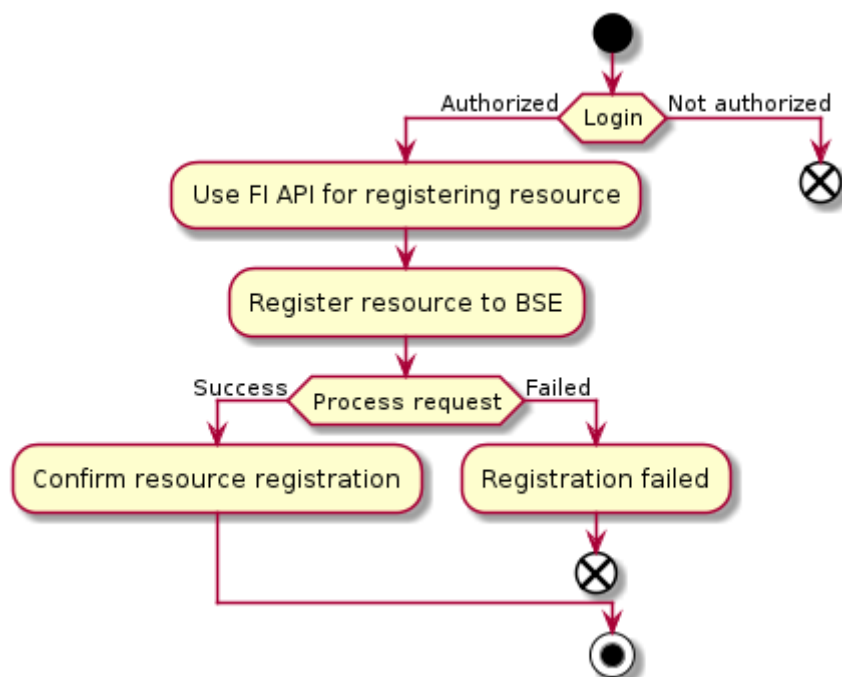 Authorized
Login
Not authorized
Use FI API for registering resource
Register resource to BSE
Success
Process request
Failed
Confirm resource registration
Registration failed